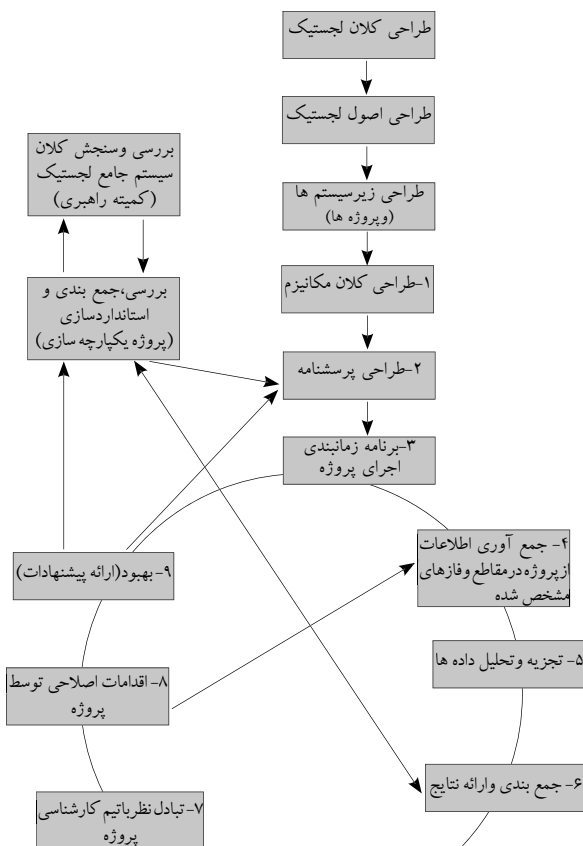 طراحی کلان لجستیک
طراحی اصول لجستیک
طراحی زیرسیستم ها
(وپروژه ها)
۱-طراحی کلان مکانیزم
۲-طراحی پرسشنامه
۳-برنامه زمانبندی
اجرای پروژه
۴- جمع آوری اطلاعات
ازپروژه درمقاطع وفازهای
مشخص شده
۵- تجزیه وتحلیل داده ها
۶- جمع بندی وارائه نتایج
۷-تبادل نظرباتیم کارشناسی
پروژه
۸- اقدامات اصلاحی توسط
پروژه
۹-بهبود(ارائه پیشنهادات)
بررسی،جمع بندی و
استانداردسازی
(پروژه یکپارچه سازی)
بررسی وسنجش کلان
سیستم جامع لجستیک
(کمیته راهبری)